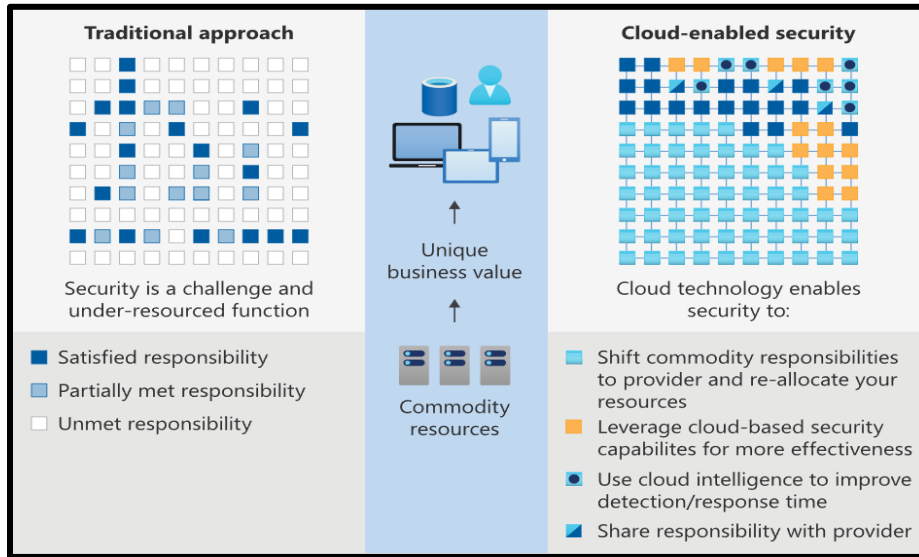 Traditional approach
Security is a challenge and
under-resourced function
Satisfied responsibility
Partially met responsibility
Unmet responsibility
Unique
business value
Commodity
resources
Cloud-enabled security
Cloud technology enables
security to:
Shift commodity responsibilities
to provider and re-allocate your
resources
Leverage cloud-based security
capabilites for more effectiveness
Use cloud intelligence to improve
detection/response time
Share responsibility with provider